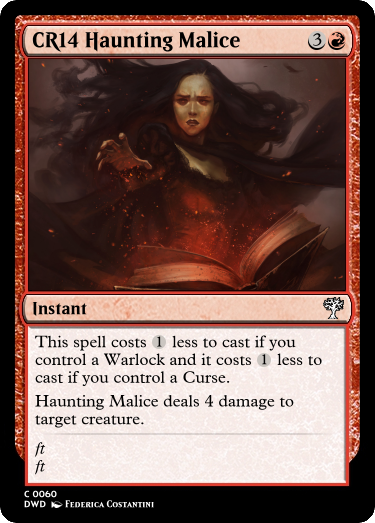 CR14 Haunting Malice 3
Instant
This spell costs 1 less to cast if you
control a Warlock and it costs 1 less to
cast if you control a Curse.
Haunting Malice deals 4 damage to
target creature.
ft
ft
C 0060
DWD Federica Costantini